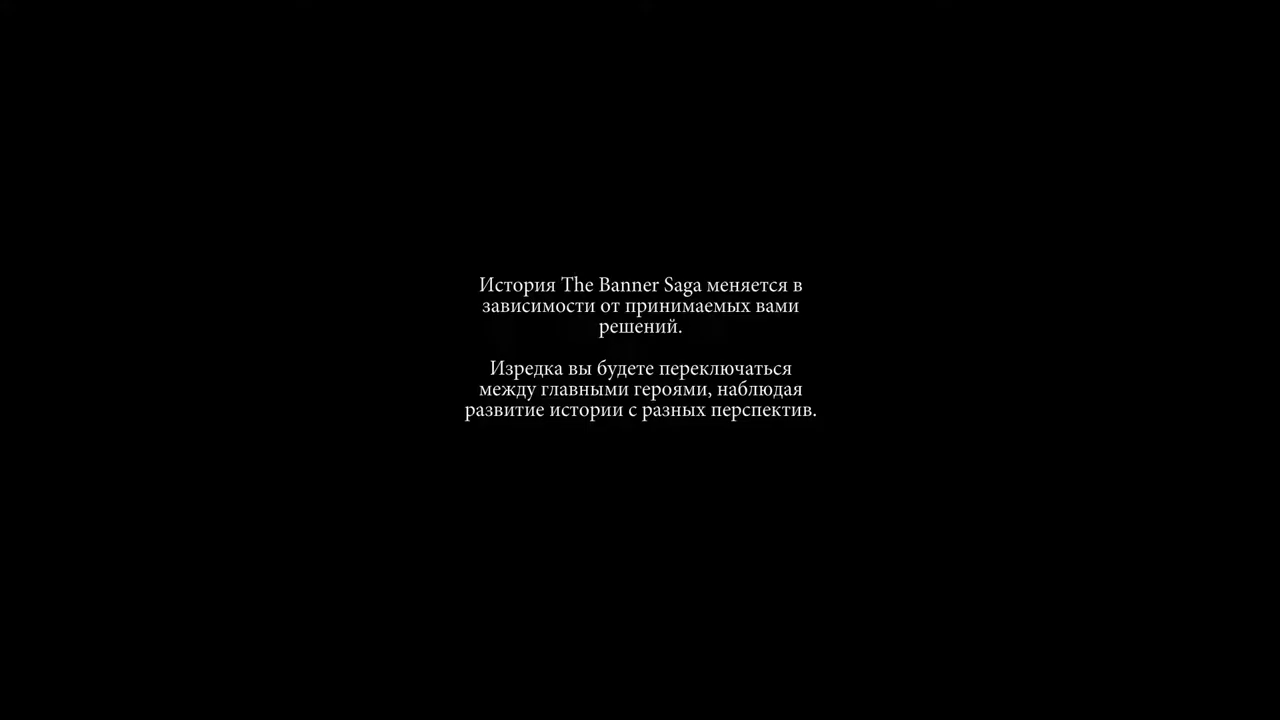 История The Banner Saga меняется в
зависимости от принимаемых вами
решений.
Изредка вы будете переключаться
между главными героями, наблюдая
развитие истории с разных перспектив.